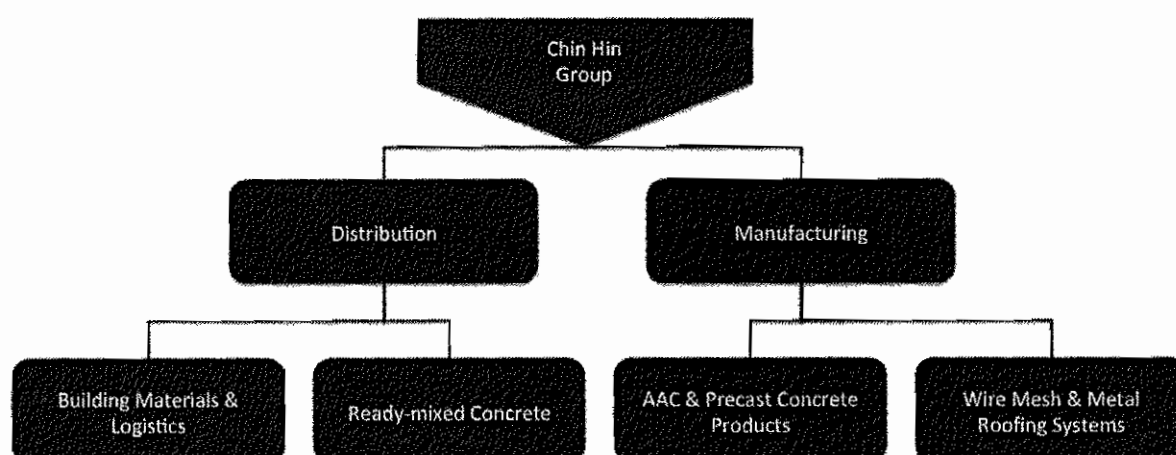 Chin Hin
Group
Distribution
Manufacturing
Building Materials &
Logistics
Ready-mixed Concrete
AAC & Precast Concrete
Products
Wire Mesh & Metal
Roofing Systems